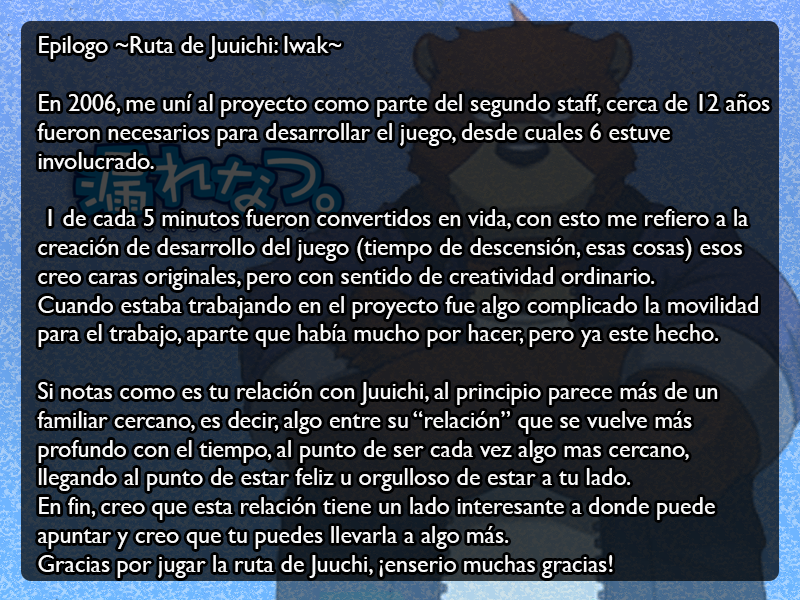 Epilogo ~Ruta de Juuichi: Iwak~
En 2006, me uní al proyecto como parte del segundo staff, cerca de 12 años
fueron necesarios para desarrollar el juego, desde cuales 6 estuve
involucrado.
漏れなつ。
1 de cada 5 minutos fueron convertidos en vida, con esto me refiero a la
creación de desarrollo del juego (tiempo de descensión, esas cosas) esos
creo caras originales, pero con sentido de creatividad ordinario.
Cuando estaba trabajando en el proyecto fue algo complicado la movilidad
para el trabajo, aparte que había mucho por hacer, pero ya este hecho.
Si notas como es tu relación con Juuichi, al principio parece más de un
familiar cercano, es decir, algo entre su “relación” que se vuelve más
profundo con el tiempo, al punto de ser cada vez algo mas cercano,
llegando al punto de estar feliz u orgulloso de estar a tu lado.
En fin, creo que esta relación tiene un lado interesante a donde puede
apuntar y creo que tu puedes llevarla a algo más.
Gracias por jugar la ruta de Juuchi, ¡enserio muchas gracias!